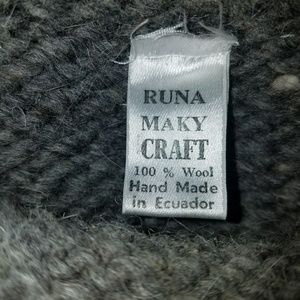 RUNA
MAKY
CRAFT
100 % Wool
Hand Made
in Ecuador